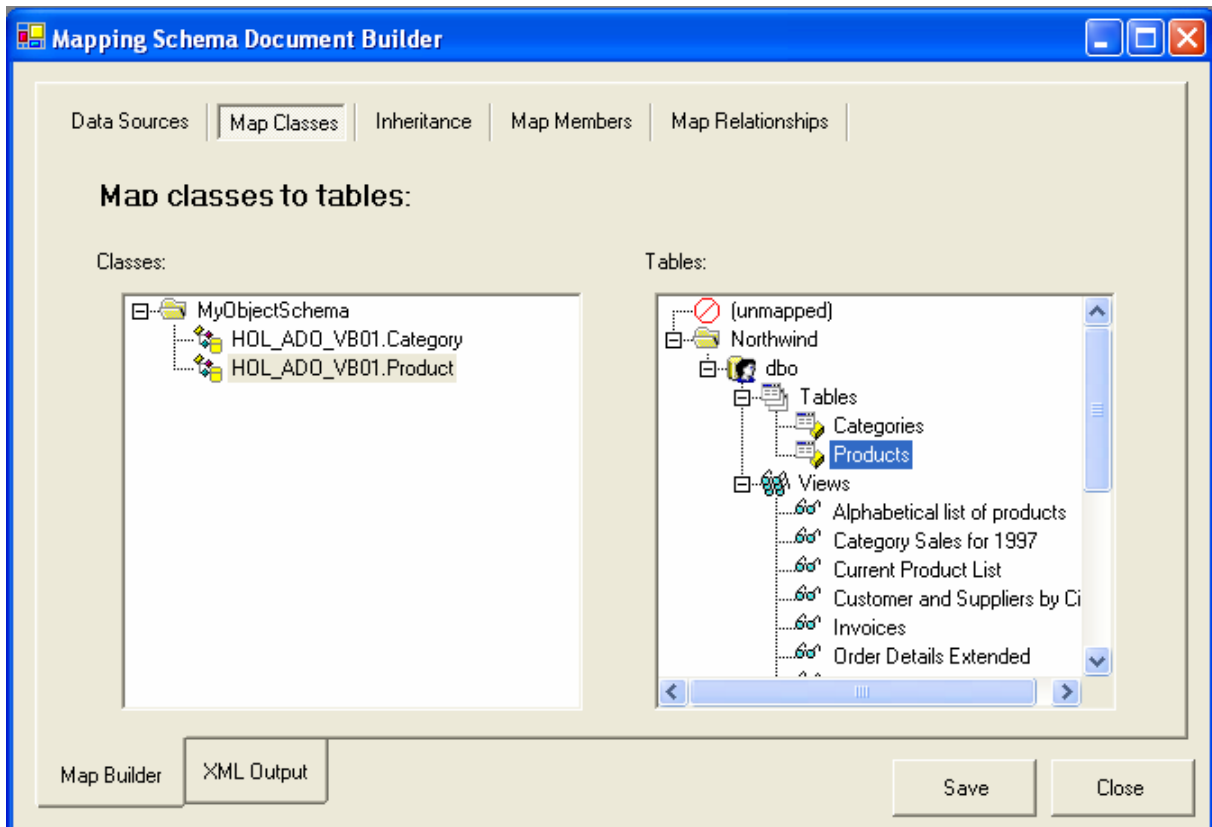 Mapping Schema Document Builder
Data Sources Map Classes Inheritance Map Members Map Relationships
Map classes to tables:
Classes: Tables:
MyObjectSchema
HOL_ADO_VB01.Category
HOL_ADO_VB01.Product
(unmapped)
Northwind
dbo
Tables
Categories
Products
Views
Alphabetical list of products
Category Sales for 1997
Current Product List
Customer and Suppliers by Ci
Invoices
Order Details Extended
Map Builder XML Output Save Close